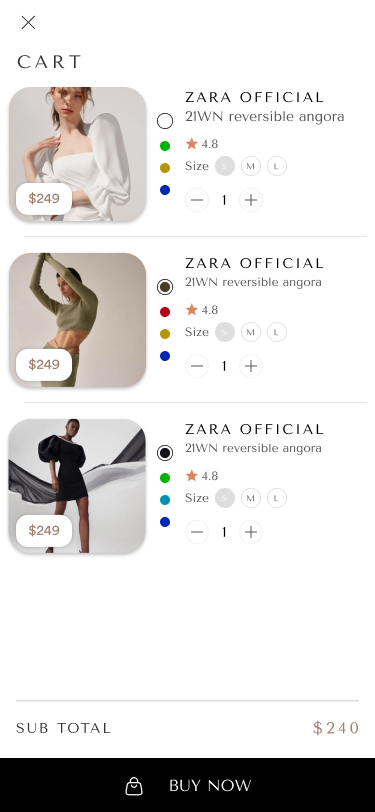 CART
ZARA OFFICIAL
21WN reversible angora
4.8
Size S M L
$249
1
ZARA OFFICIAL
21WN reversible angora
4.8
Size S M L
$249
1
ZARA OFFICIAL
21WN reversible angora
4.8
Size S M L
$249
1
SUB TOTAL $240
BUY NOW